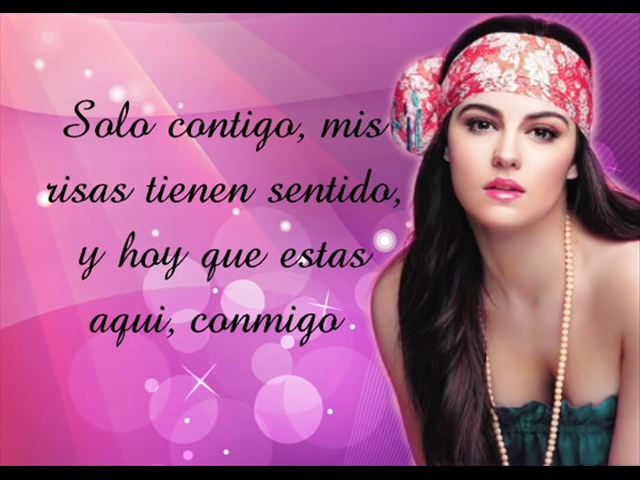 Solo contigo, mis
risas tienen sentido,
y hoy que estas
aqui, conmigo